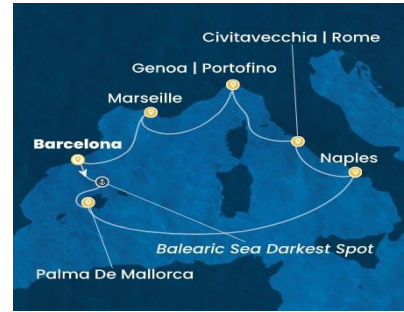 Civitavecchia | Rome
Genoa | Portofino
Marseille
Barcelona
Naples
Balearic Sea Darkest Spot
Palma De Mallorca